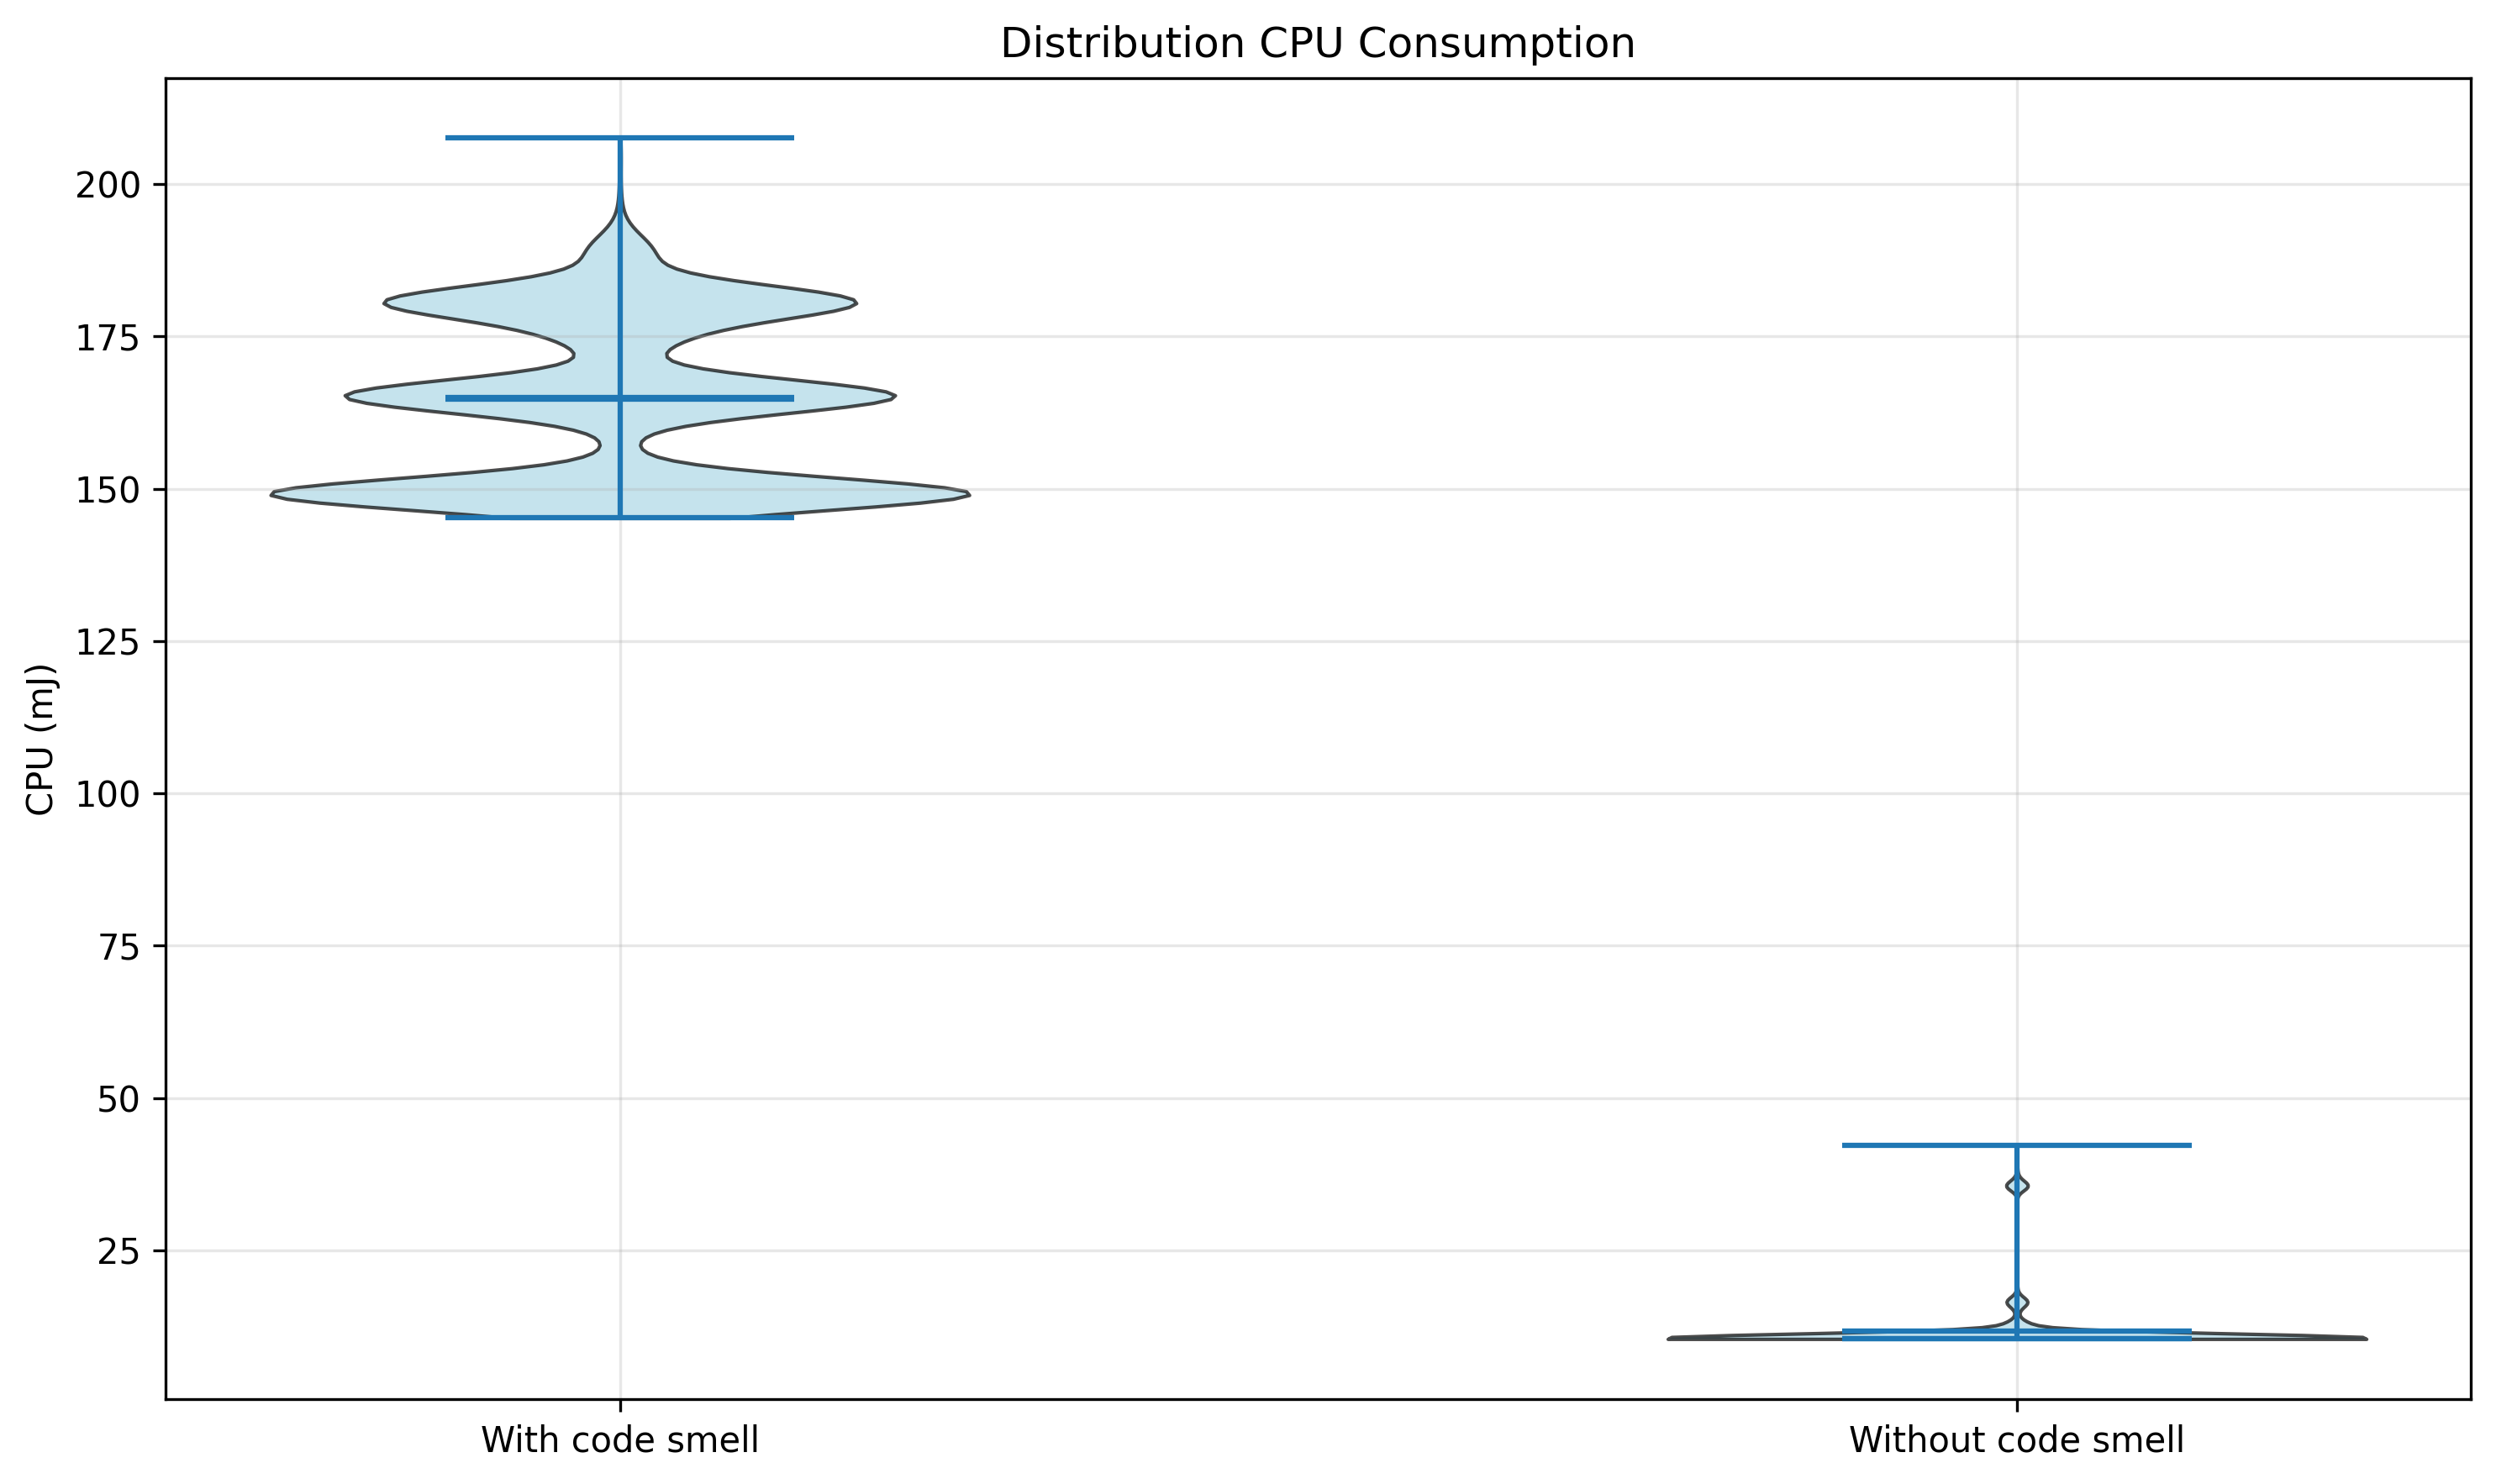 Distribution CPU Consumption
CPU (mJ)
200
175
150
125
100
75
50
25
With code smell
Without code smell